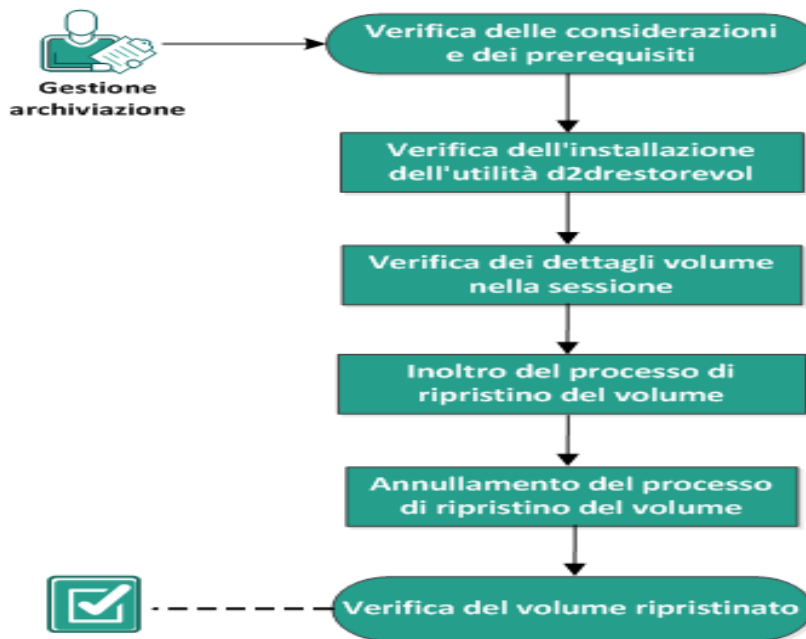 Gestione
archiviazione
Verifica delle considerazioni
e dei prerequisiti
Verifica dell'installazione
dell'utilità d2drestorevol
Verifica dei dettagli volume
nella sessione
Inoltro del processo di
ripristino del volume
Annullamento del processo
di ripristino del volume
Verifica del volume ripristinato